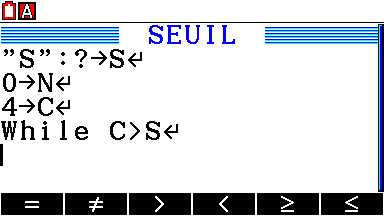 A
SEUIL
"S":?→S↵
0→N↵
4→C↵
While C>S↵
= ≠ > < ≥ ≤